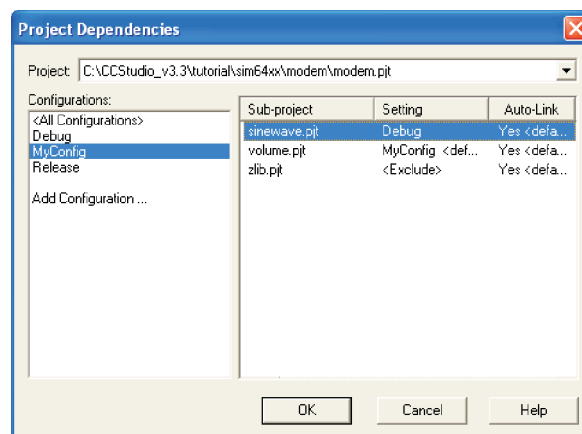 Project Dependencies
Project: C:\CCStudio_v3.3\tutorial\sim64xx\modem\modem.pjt
Configurations:
<All Configurations>
Debug
MyConfig
Release
Add Configuration ...
Sub-project Setting Auto-Link
sinewave.pjt Debug Yes <defa...
volume.pjt MyConfig <def... Yes <defa...
zlib.pjt <Exclude> Yes <defa...
OK Cancel Help